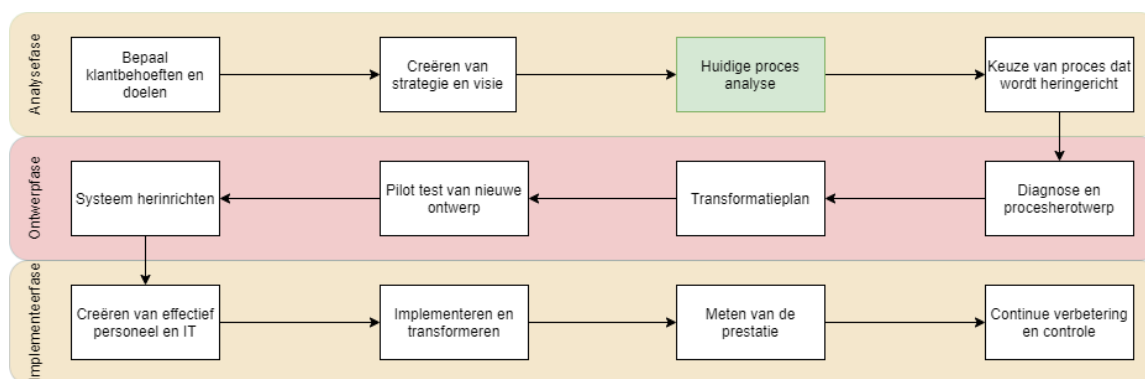 Analysefase
Bepaal
klantbehoeften en
doelen
Creëren van
strategie en visie
Huidige proces
analyse
Keuze van proces dat
wordt heringericht
Ontwerpfase
Systeem herinrichten
Pilot test van nieuwe
ontwerp
Transformatieplan
Diagnose en
procesherotwerp
Implementeerfase
Creëren van effectief
personeel en IT
Implementeren en
transformeren
Meten van de
prestatie
Continue verbetering
en controle